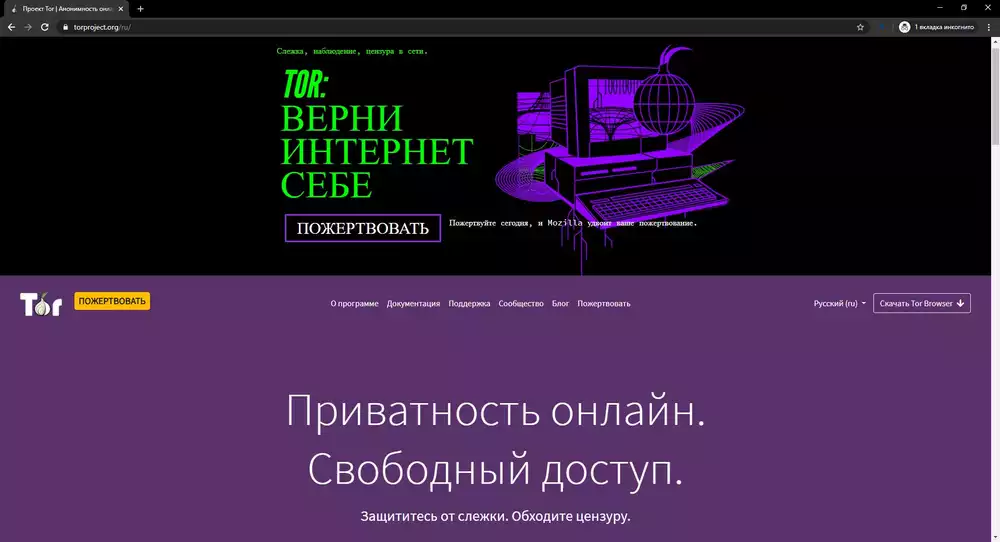 Проект Tor | Анонимность онла
torproject.org/ru/
1 вкладка инкогнито
Слежка, наблюдение, цензура в сети.
TOR:
ВЕРНИ
ИНТЕРНЕТ
СЕБЕ
ПОЖЕРТВОВАТЬ
Пожертвуйте сегодня, и Mozilla удвоит ваше пожертвование.
Tor
ПОЖЕРТВОВАТЬ
О программе Документация Поддержка Сообщество Блог Пожертвовать
Русский (ru)
Скачать Tor Browser
Приватность онлайн.
Свободный доступ.
Защититесь от слежки. Обходите цензуру.